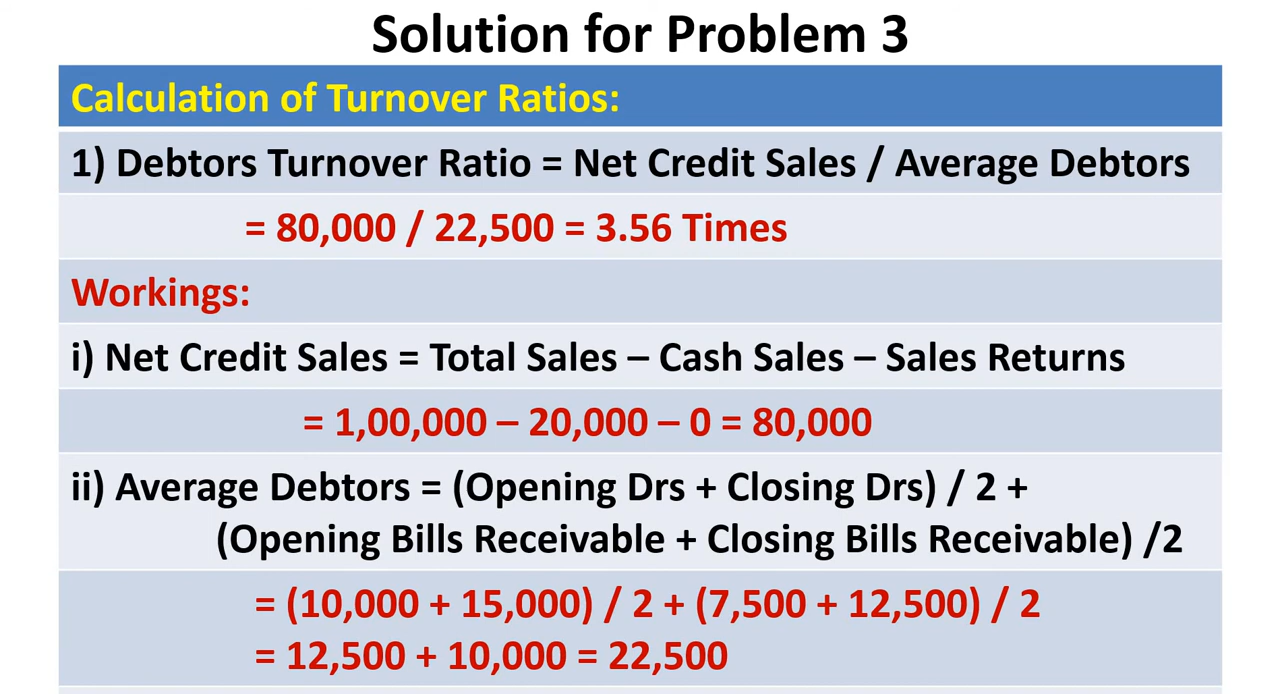 Solution for Problem 3
Calculation of Turnover Ratios:
1) Debtors Turnover Ratio = Net Credit Sales / Average Debtors
= 80,000 / 22,500 = 3.56 Times
Workings:
i) Net Credit Sales = Total Sales – Cash Sales – Sales Returns
= 1,00,000 – 20,000 – 0 = 80,000
ii) Average Debtors = (Opening Drs + Closing Drs) / 2 +
(Opening Bills Receivable + Closing Bills Receivable) /2
= (10,000 + 15,000) / 2 + (7,500 + 12,500) / 2
= 12,500 + 10,000 = 22,500